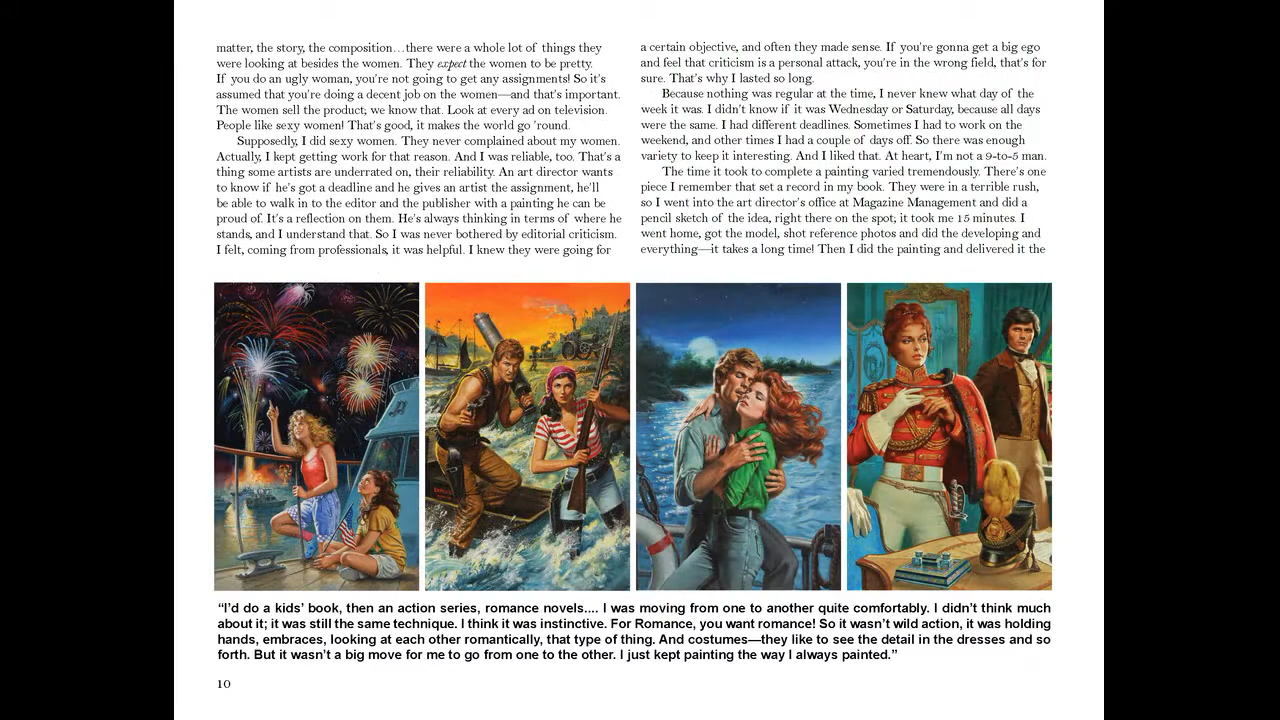 matter, the story, the composition…there were a whole lot of things they
were looking at besides the women. They expect the women to be pretty.
If you do an ugly woman, you're not going to get any assignments! So it's
assumed that you're doing a decent job on the women—and that's important.
The women sell the product; we know that. Look at every ad on television.
People like sexy women! That's good, it makes the world go 'round.
Supposedly, I did sexy women. They never complained about my women.
Actually, I kept getting work for that reason. And I was reliable, too. That's a
thing some artists are underrated on, their reliability. An art director wants
to know if he's got a deadline and he gives an artist the assignment, he'll
be able to walk in to the editor and the publisher with a painting he can be
proud of. It's a reflection on them. He's always thinking in terms of where he
stands, and I understand that. So I was never bothered by editorial criticism.
I felt, coming from professionals, it was helpful. I knew they were going for
a certain objective, and often they made sense. If you're gonna get a big ego
and feel that criticism is a personal attack, you're in the wrong field, that's for
sure. That's why I lasted so long.
Because nothing was regular at the time, I never knew what day of the
week it was. I didn't know if it was Wednesday or Saturday, because all days
were the same. I had different deadlines. Sometimes I had to work on the
weekend, and other times I had a couple of days off. So there was enough
variety to keep it interesting. And I liked that. At heart, I'm not a 9-to-5 man.
The time it took to complete a painting varied tremendously. There's one
piece I remember that set a record in my book. They were in a terrible rush,
so I went into the art director's office at Magazine Management and did a
pencil sketch of the idea, right there on the spot; it took me 15 minutes. I
went home, got the model, shot reference photos and did the developing and
everything—it takes a long time! Then I did the painting and delivered it the
"I'd do a kids' book, then an action series, romance novels.... I was moving from one to another quite comfortably. I didn't think much
about it; it was still the same technique. I think it was instinctive. For Romance, you want romance! So it wasn't wild action, it was holding
hands, embraces, looking at each other romantically, that type of thing. And costumes—they like to see the detail in the dresses and so
forth. But it wasn't a big move for me to go from one to the other. I just kept painting the way I always painted."
10